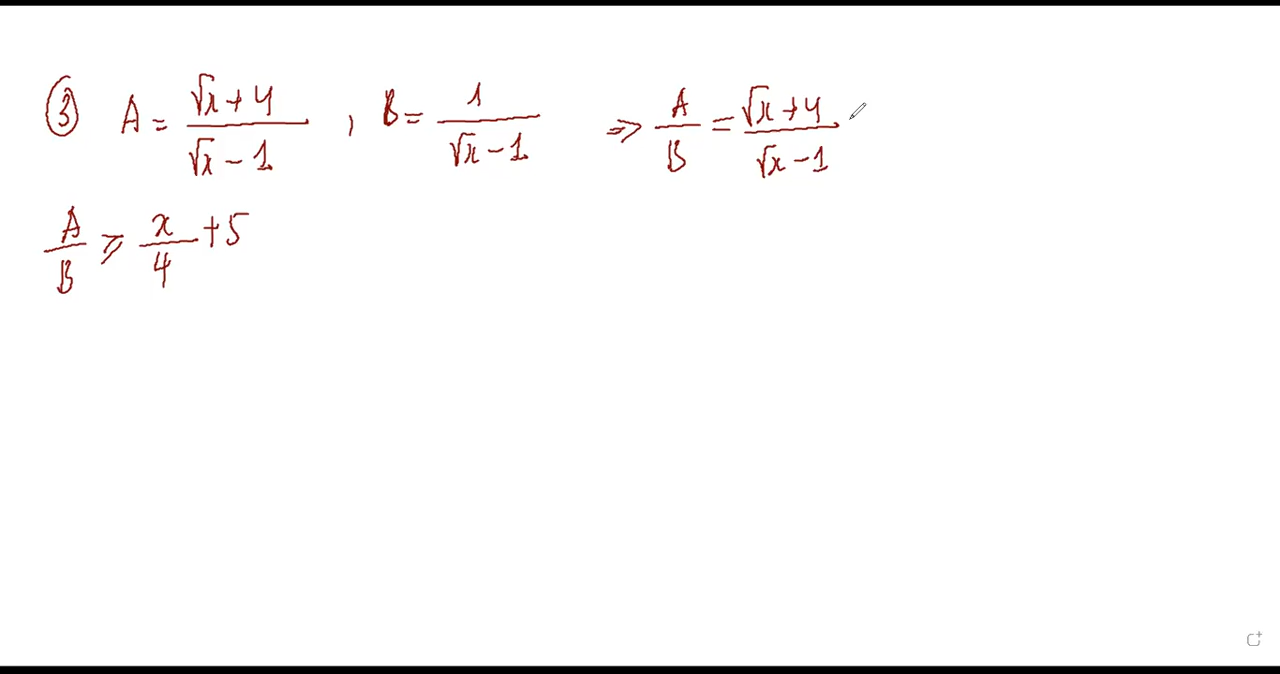 ③ A = (√x + 4)/(√x − 1) , B = 1/(√x − 1) => A/B = (√x + 4)/(√x − 1)
A/B ⩾ x/4 + 5